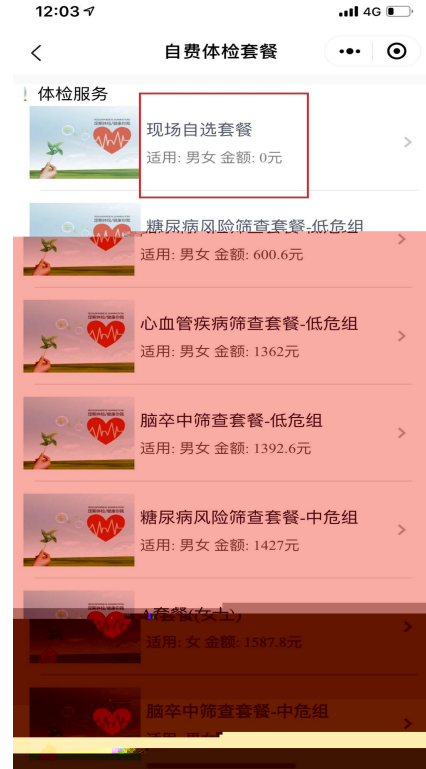 12:03
4G
自费体检套餐
体检服务
现场自选套餐
适用: 男女 金额: 0元
糖尿病风险筛查套餐-低危组
适用: 男女 金额: 600.6元
心血管疾病筛查套餐-低危组
适用: 男女 金额: 1362元
脑卒中筛查套餐-低危组
适用: 男女 金额: 1392.6元
糖尿病风险筛查套餐-中危组
适用: 男女 金额: 1427元
A套餐(女士)
适用: 女 金额: 1587.8元
脑卒中筛查套餐-中危组